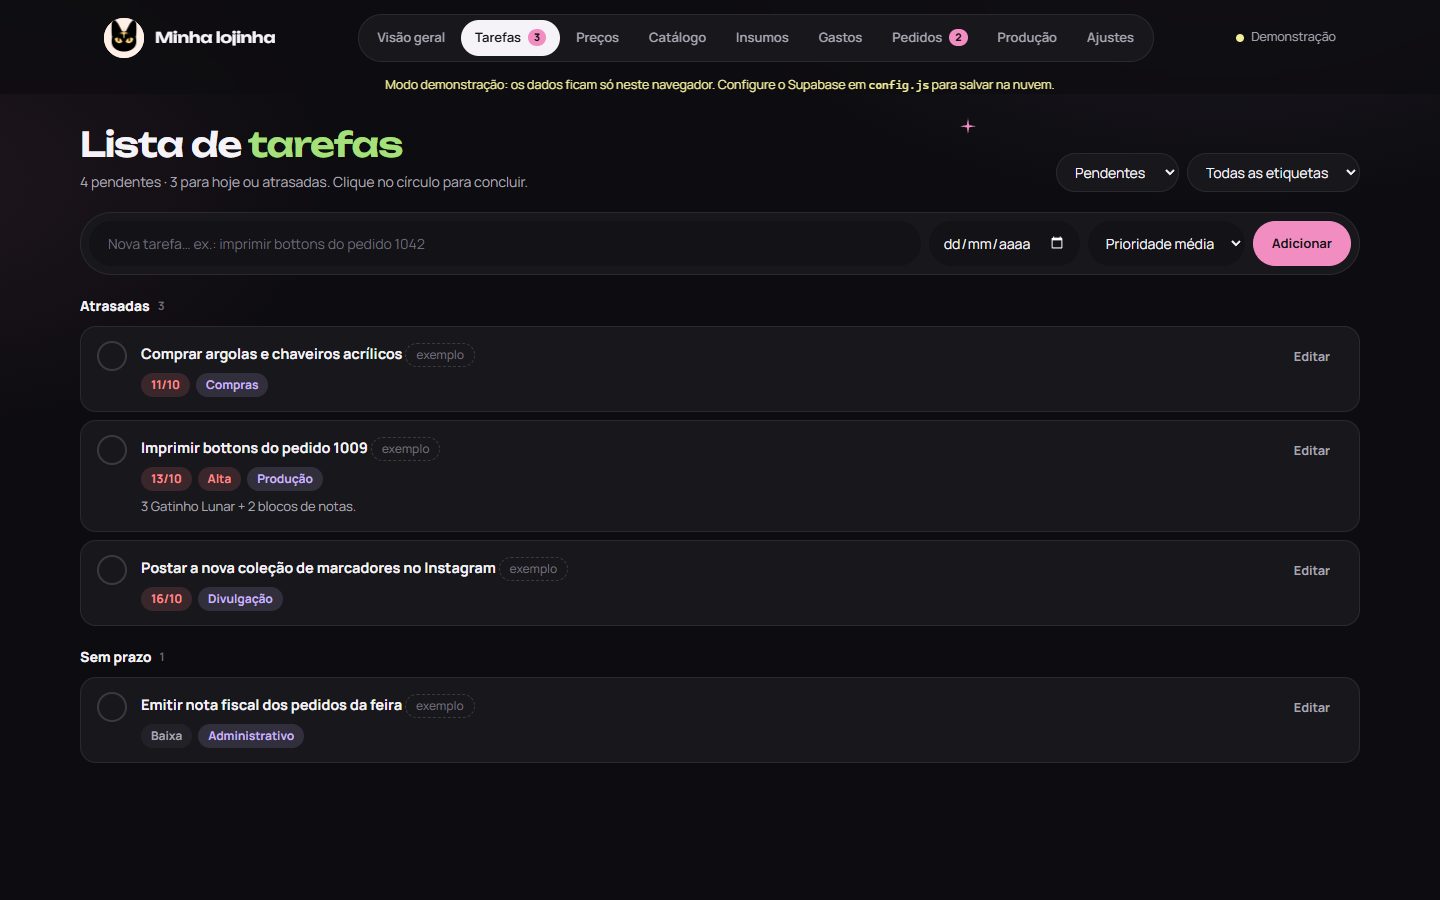 Minha lojinha
Visão geral
Tarefas 3
Preços
Catálogo
Insumos
Gastos
Pedidos 2
Produção
Ajustes
Demonstração
Modo demonstração: os dados ficam só neste navegador. Configure o Supabase em config.js para salvar na nuvem.
Lista de tarefas
4 pendentes · 3 para hoje ou atrasadas. Clique no círculo para concluir.
Pendentes
Todas as etiquetas
Nova tarefa... ex.: imprimir bottons do pedido 1042
dd/mm/aaaa
Prioridade média
Adicionar
Atrasadas 3
Comprar argolas e chaveiros acrílicos exemplo
Editar
11/10 Compras
Imprimir bottons do pedido 1009 exemplo
Editar
13/10 Alta Produção
3 Gatinho Lunar + 2 blocos de notas.
Postar a nova coleção de marcadores no Instagram exemplo
Editar
16/10 Divulgação
Sem prazo 1
Emitir nota fiscal dos pedidos da feira exemplo
Editar
Baixa Administrativo